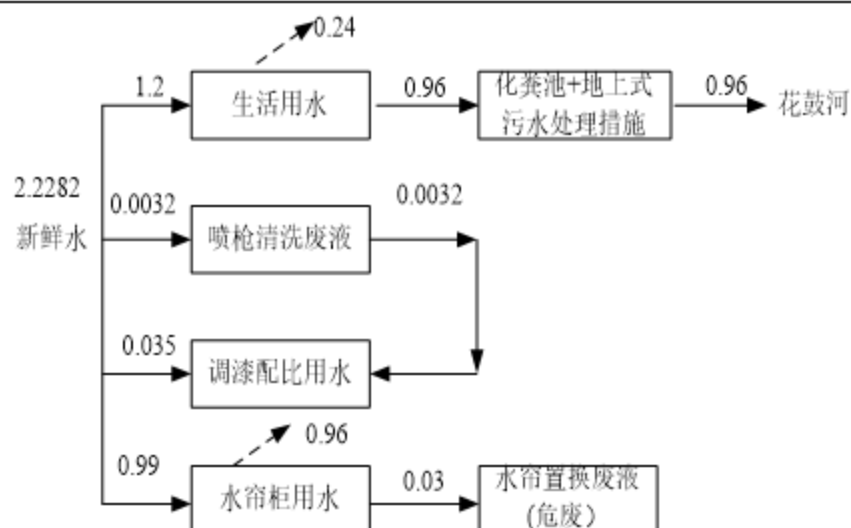 0.24
1.2
生活用水
0.96
化粪池+地上式
污水处理措施
0.96
花鼓河
2.2282
新鲜水
0.0032
喷枪清洗废液
0.0032
0.035
调漆配比用水
0.96
0.99
水帘柜用水
0.03
水帘置换废液
(危废)